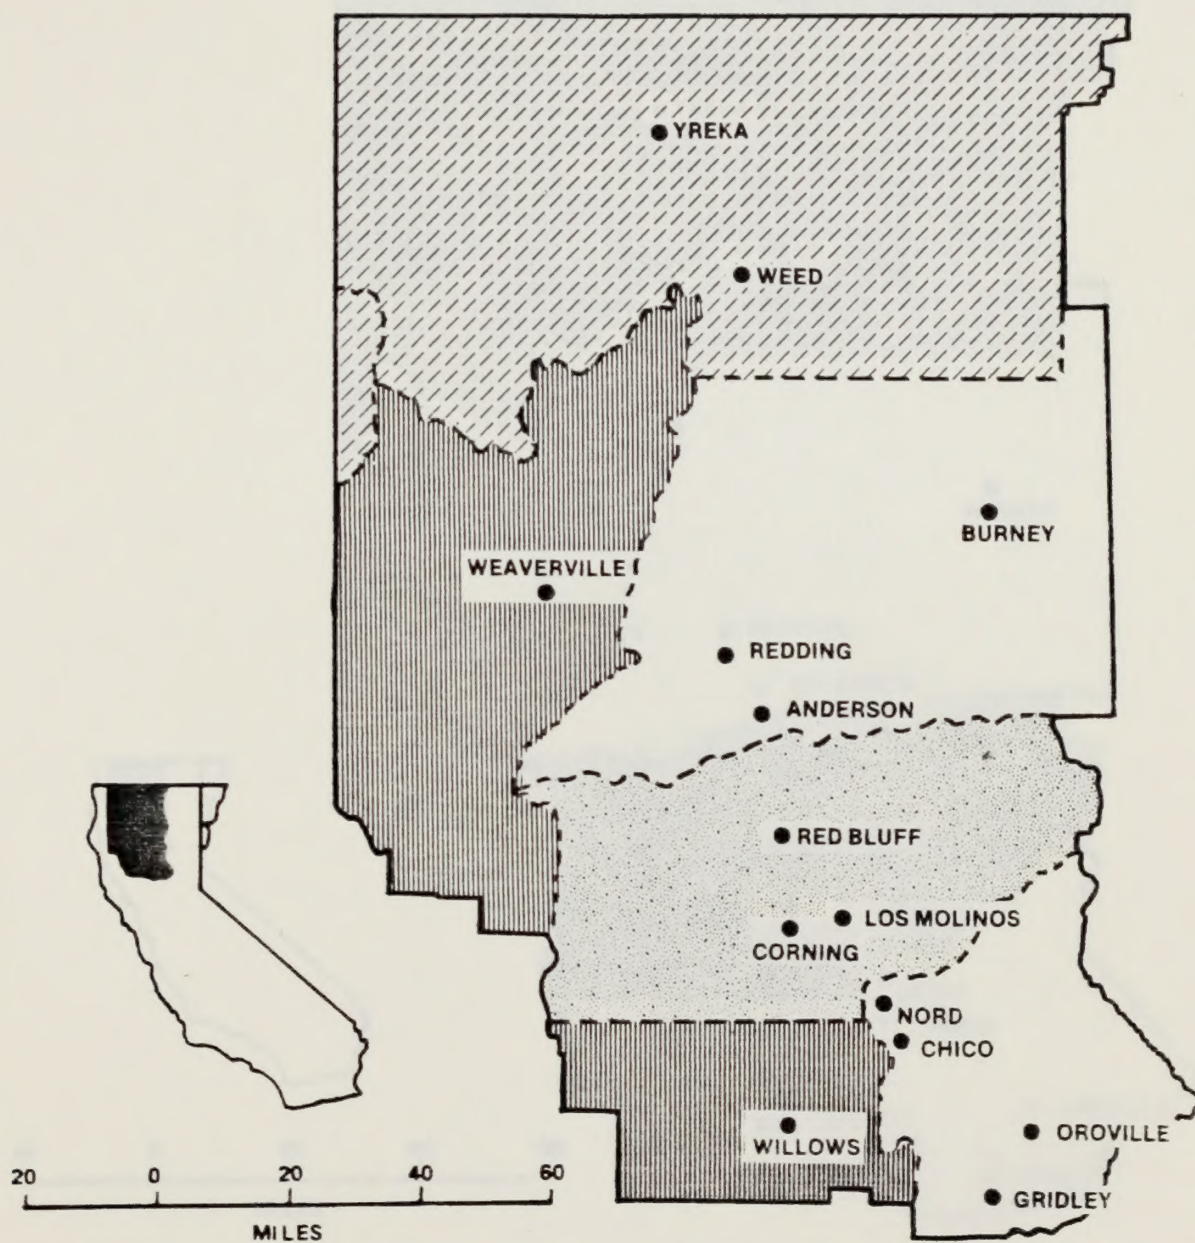 YREKA
WEED
BURNEY
WEAVERVILLE
REDDING
ANDERSON
RED BLUFF
LOS MOLINOS
CORNING
NORD
CHICO
WILLOWS
OROVILLE
GRIDLEY
20 0 20 40 60
MILES